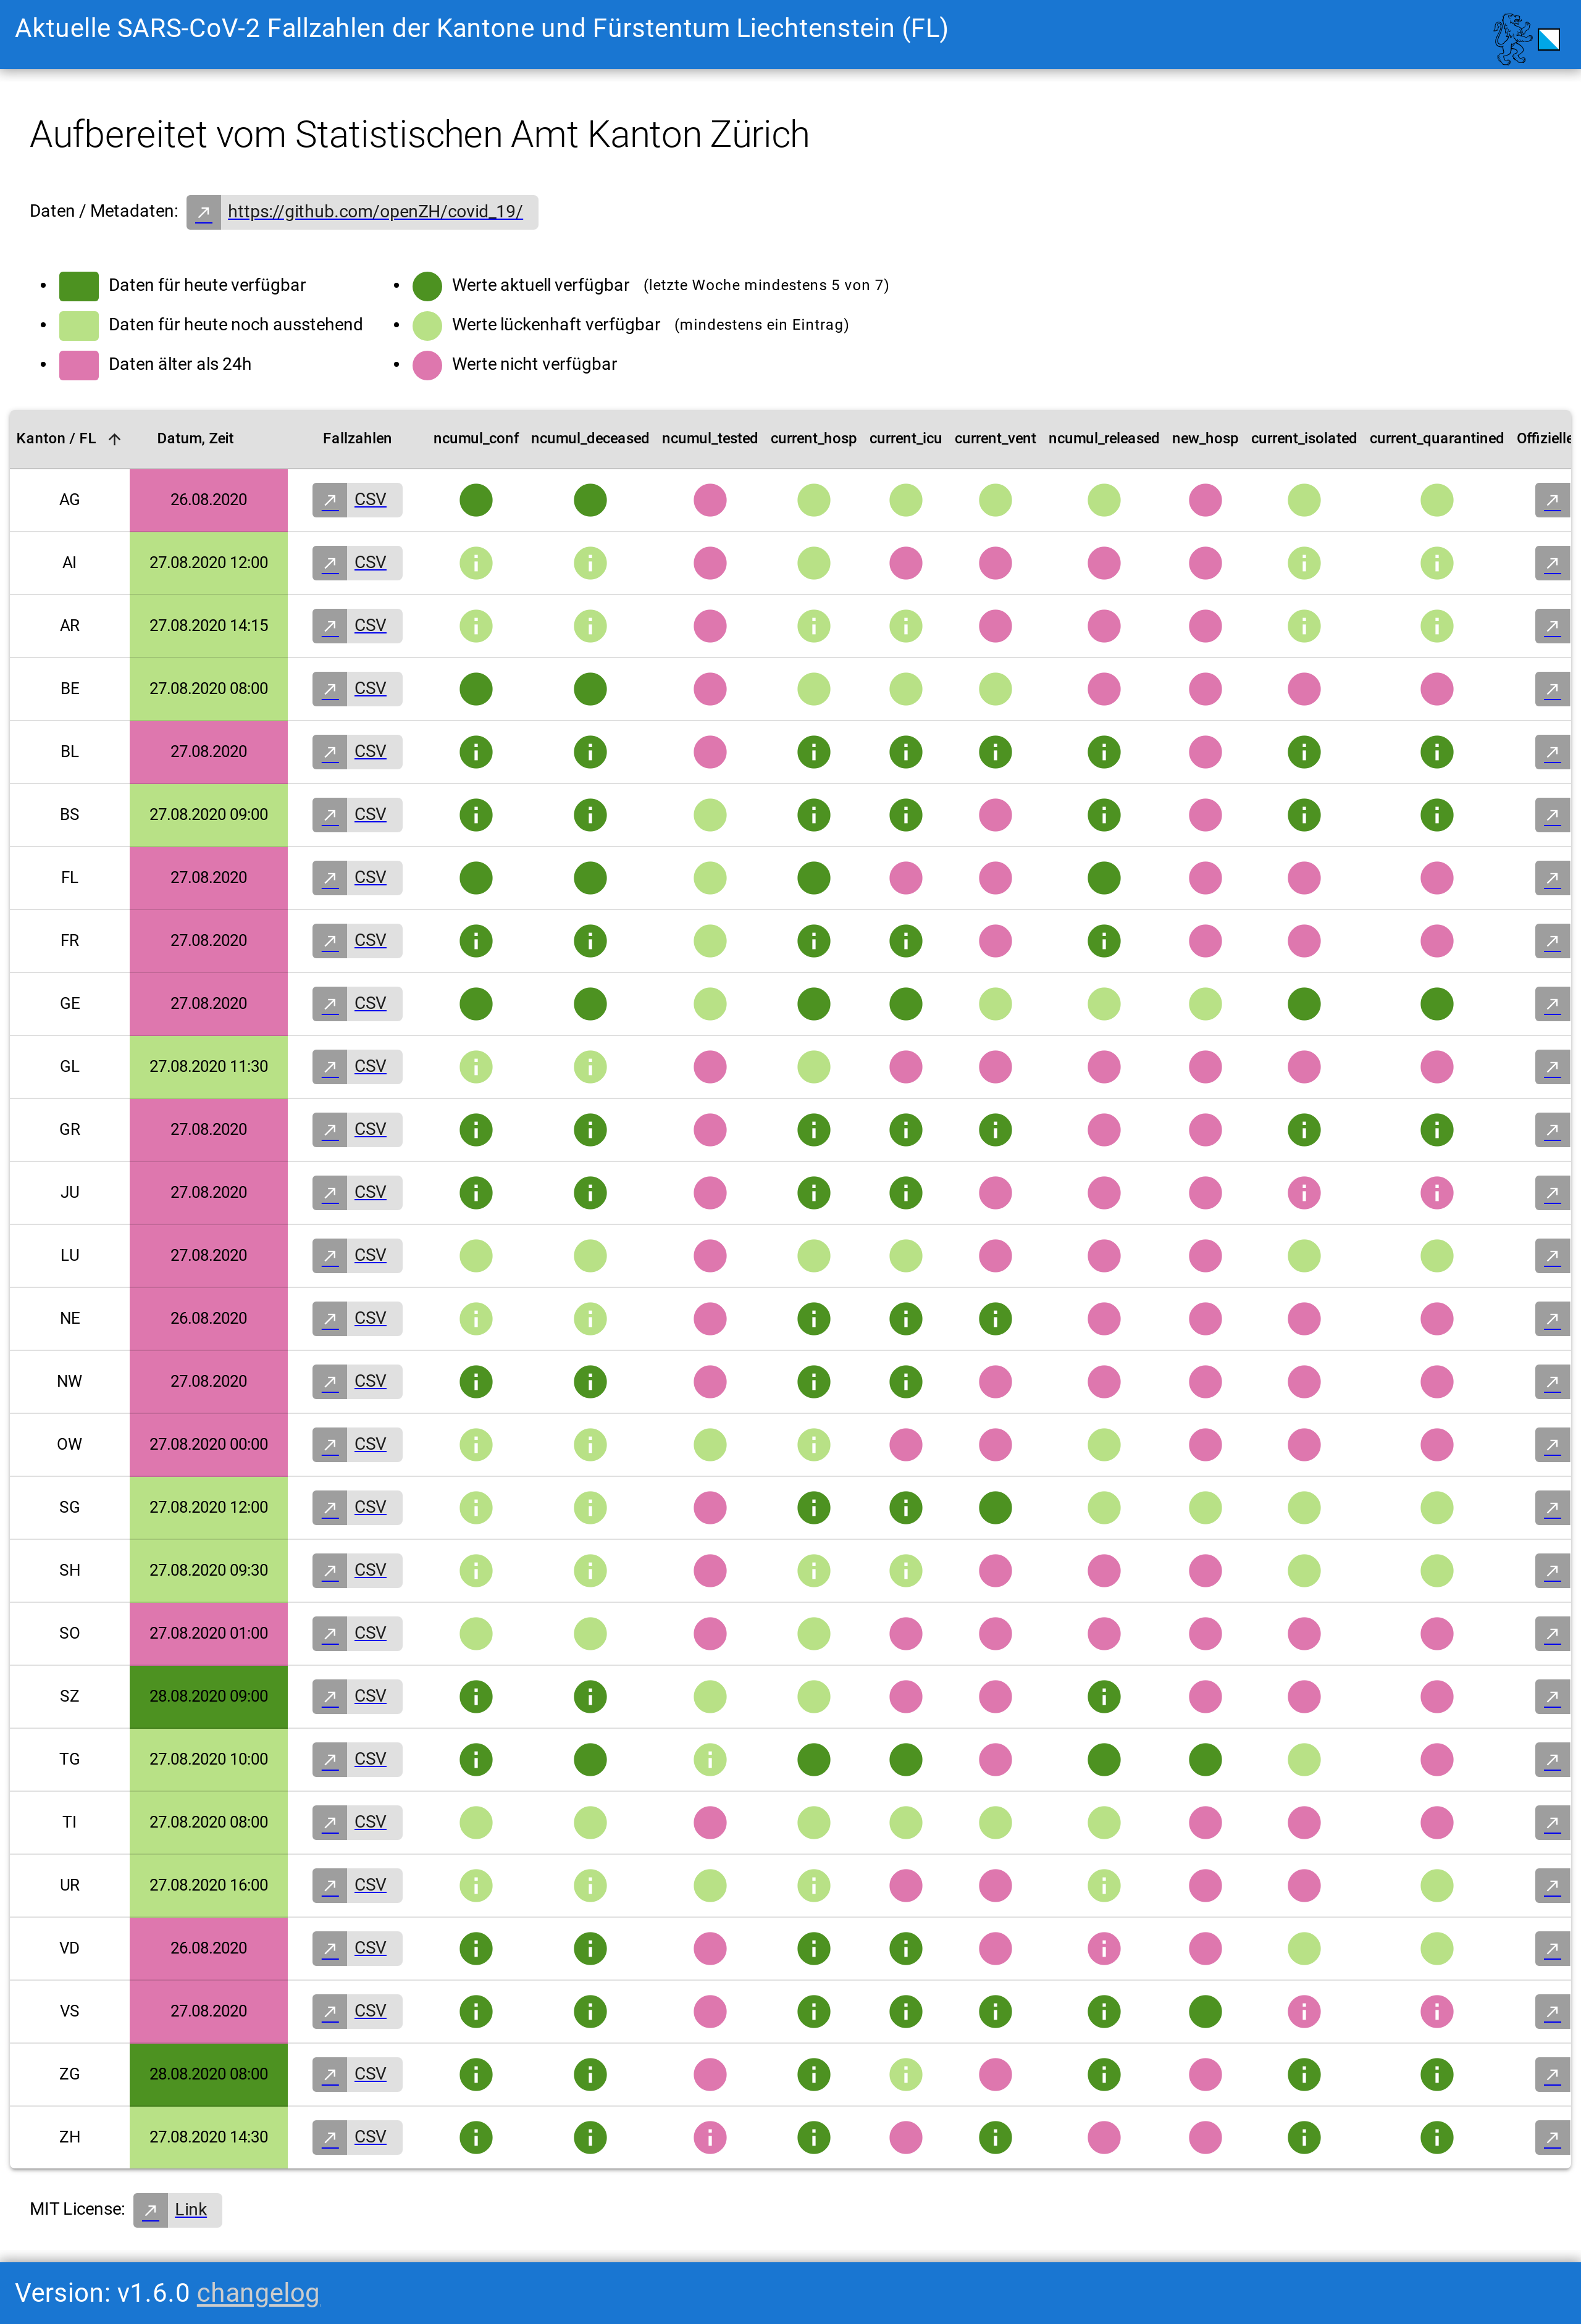 Aktuelle SARS-CoV-2 Fallzahlen der Kantone und Fürstentum Liechtenstein (FL)
Aufbereitet vom Statistischen Amt Kanton Zürich
Daten / Metadaten: https://github.com/openZH/covid_19/
Daten für heute verfügbar
Daten für heute noch ausstehend
Daten älter als 24h
Werte aktuell verfügbar (letzte Woche mindestens 5 von 7)
Werte lückenhaft verfügbar (mindestens ein Eintrag)
Werte nicht verfügbar
Kanton / FL Datum, Zeit Fallzahlen ncumul_conf ncumul_deceased ncumul_tested current_hosp current_icu current_vent ncumul_released new_hosp current_isolated current_quarantined Offizielle
AG 26.08.2020 CSV
AI 27.08.2020 12:00 CSV
AR 27.08.2020 14:15 CSV
BE 27.08.2020 08:00 CSV
BL 27.08.2020 CSV
BS 27.08.2020 09:00 CSV
FL 27.08.2020 CSV
FR 27.08.2020 CSV
GE 27.08.2020 CSV
GL 27.08.2020 11:30 CSV
GR 27.08.2020 CSV
JU 27.08.2020 CSV
LU 27.08.2020 CSV
NE 26.08.2020 CSV
NW 27.08.2020 CSV
OW 27.08.2020 00:00 CSV
SG 27.08.2020 12:00 CSV
SH 27.08.2020 09:30 CSV
SO 27.08.2020 01:00 CSV
SZ 28.08.2020 09:00 CSV
TG 27.08.2020 10:00 CSV
TI 27.08.2020 08:00 CSV
UR 27.08.2020 16:00 CSV
VD 26.08.2020 CSV
VS 27.08.2020 CSV
ZG 28.08.2020 08:00 CSV
ZH 27.08.2020 14:30 CSV
MIT License: Link
Version: v1.6.0 changelog